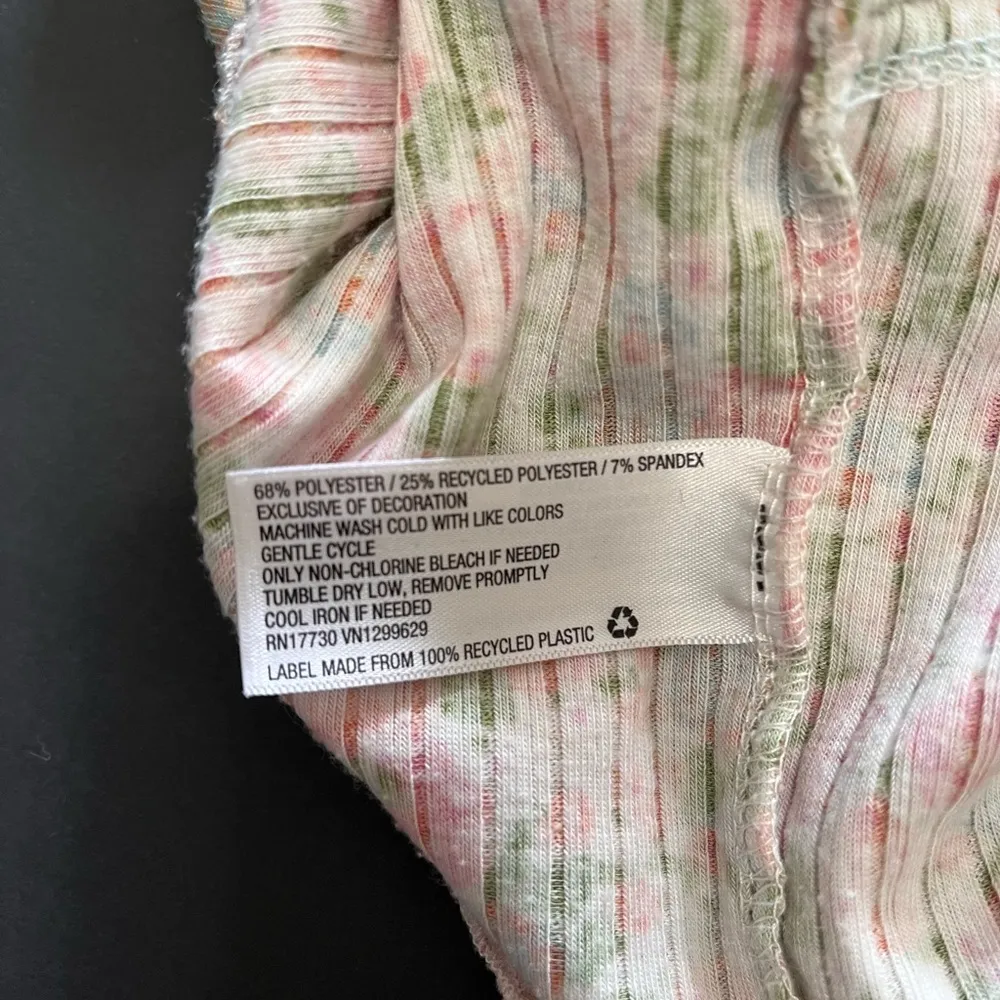 68% POLYESTER / 25% RECYCLED POLYESTER / 7% SPANDEX
EXCLUSIVE OF DECORATION
MACHINE WASH COLD WITH LIKE COLORS
GENTLE CYCLE
ONLY NON-CHLORINE BLEACH IF NEEDED
TUMBLE DRY LOW, REMOVE PROMPTLY
COOL IRON IF NEEDED
RN17730 VN1299629
LABEL MADE FROM 100% RECYCLED PLASTIC